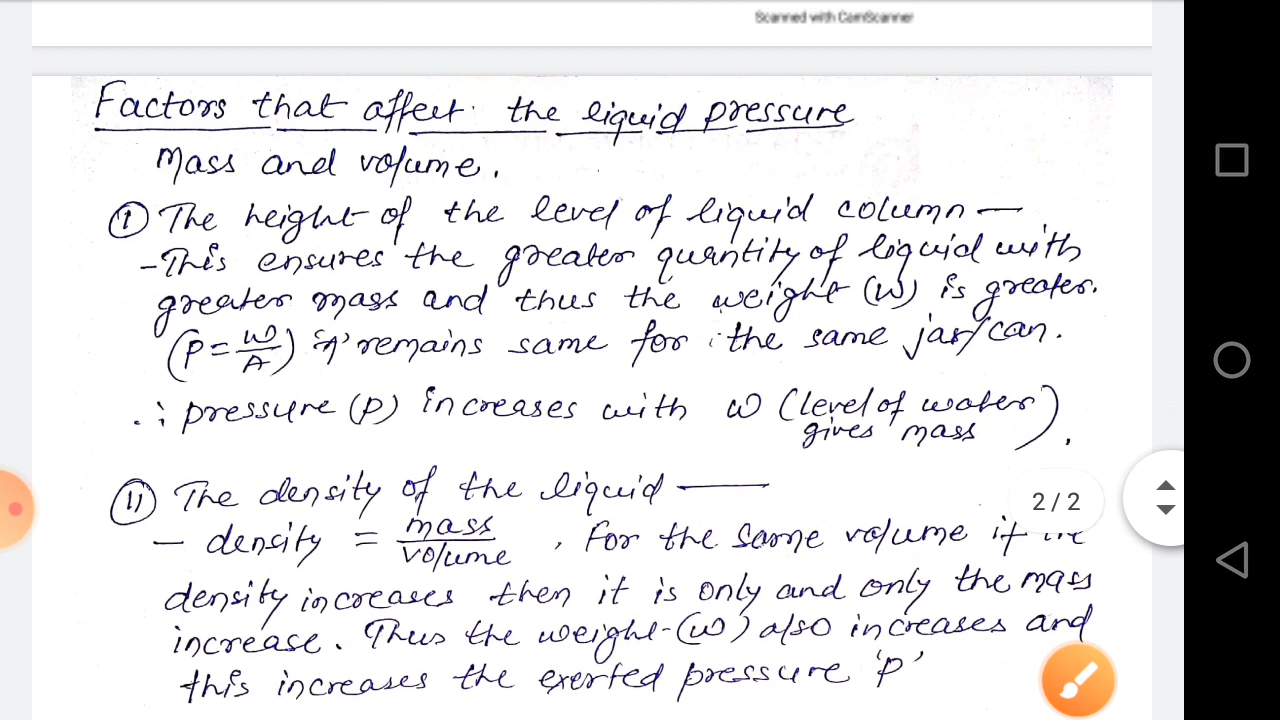 Scanned with CamScanner
Factors that affect the liquid pressure
Mass and volume.
(I) The height of the level of liquid column —
- This ensures the greater quantity of liquid with
greater mass and thus the weight (W) is greater.
(P = W/A) 'A' remains same for the same jar/can.
∴ pressure (P) increases with W (level of water
gives mass).
(II) The density of the liquid ——
2/2
- density = mass/volume, For the same volume if
density increases then it is only and only the mass
increase. Thus the weight-(W) also increases and
this increases the exerted pressure 'P'